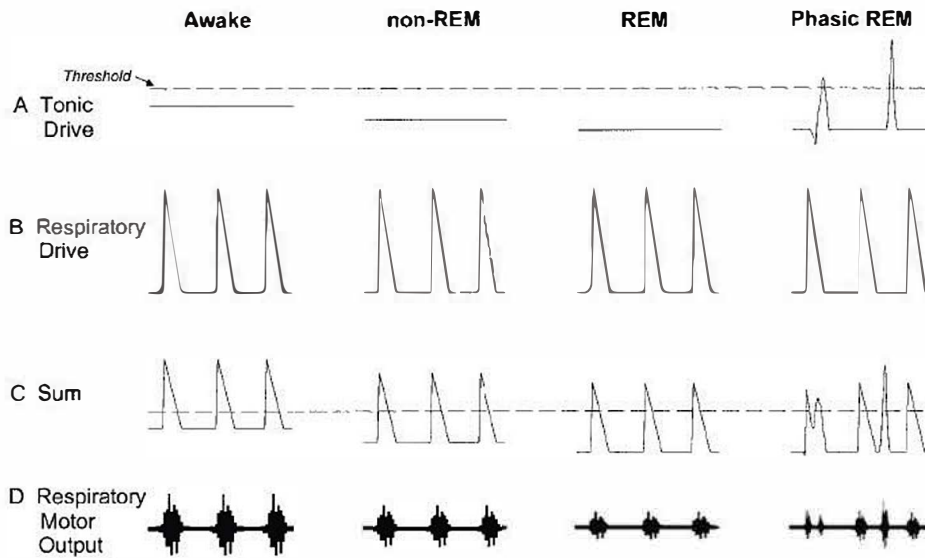 Awake non-REM REM Phasic REM
Threshold
A Tonic
Drive
B Respiratory
Drive
C Sum
D Respiratory
Motor
Output